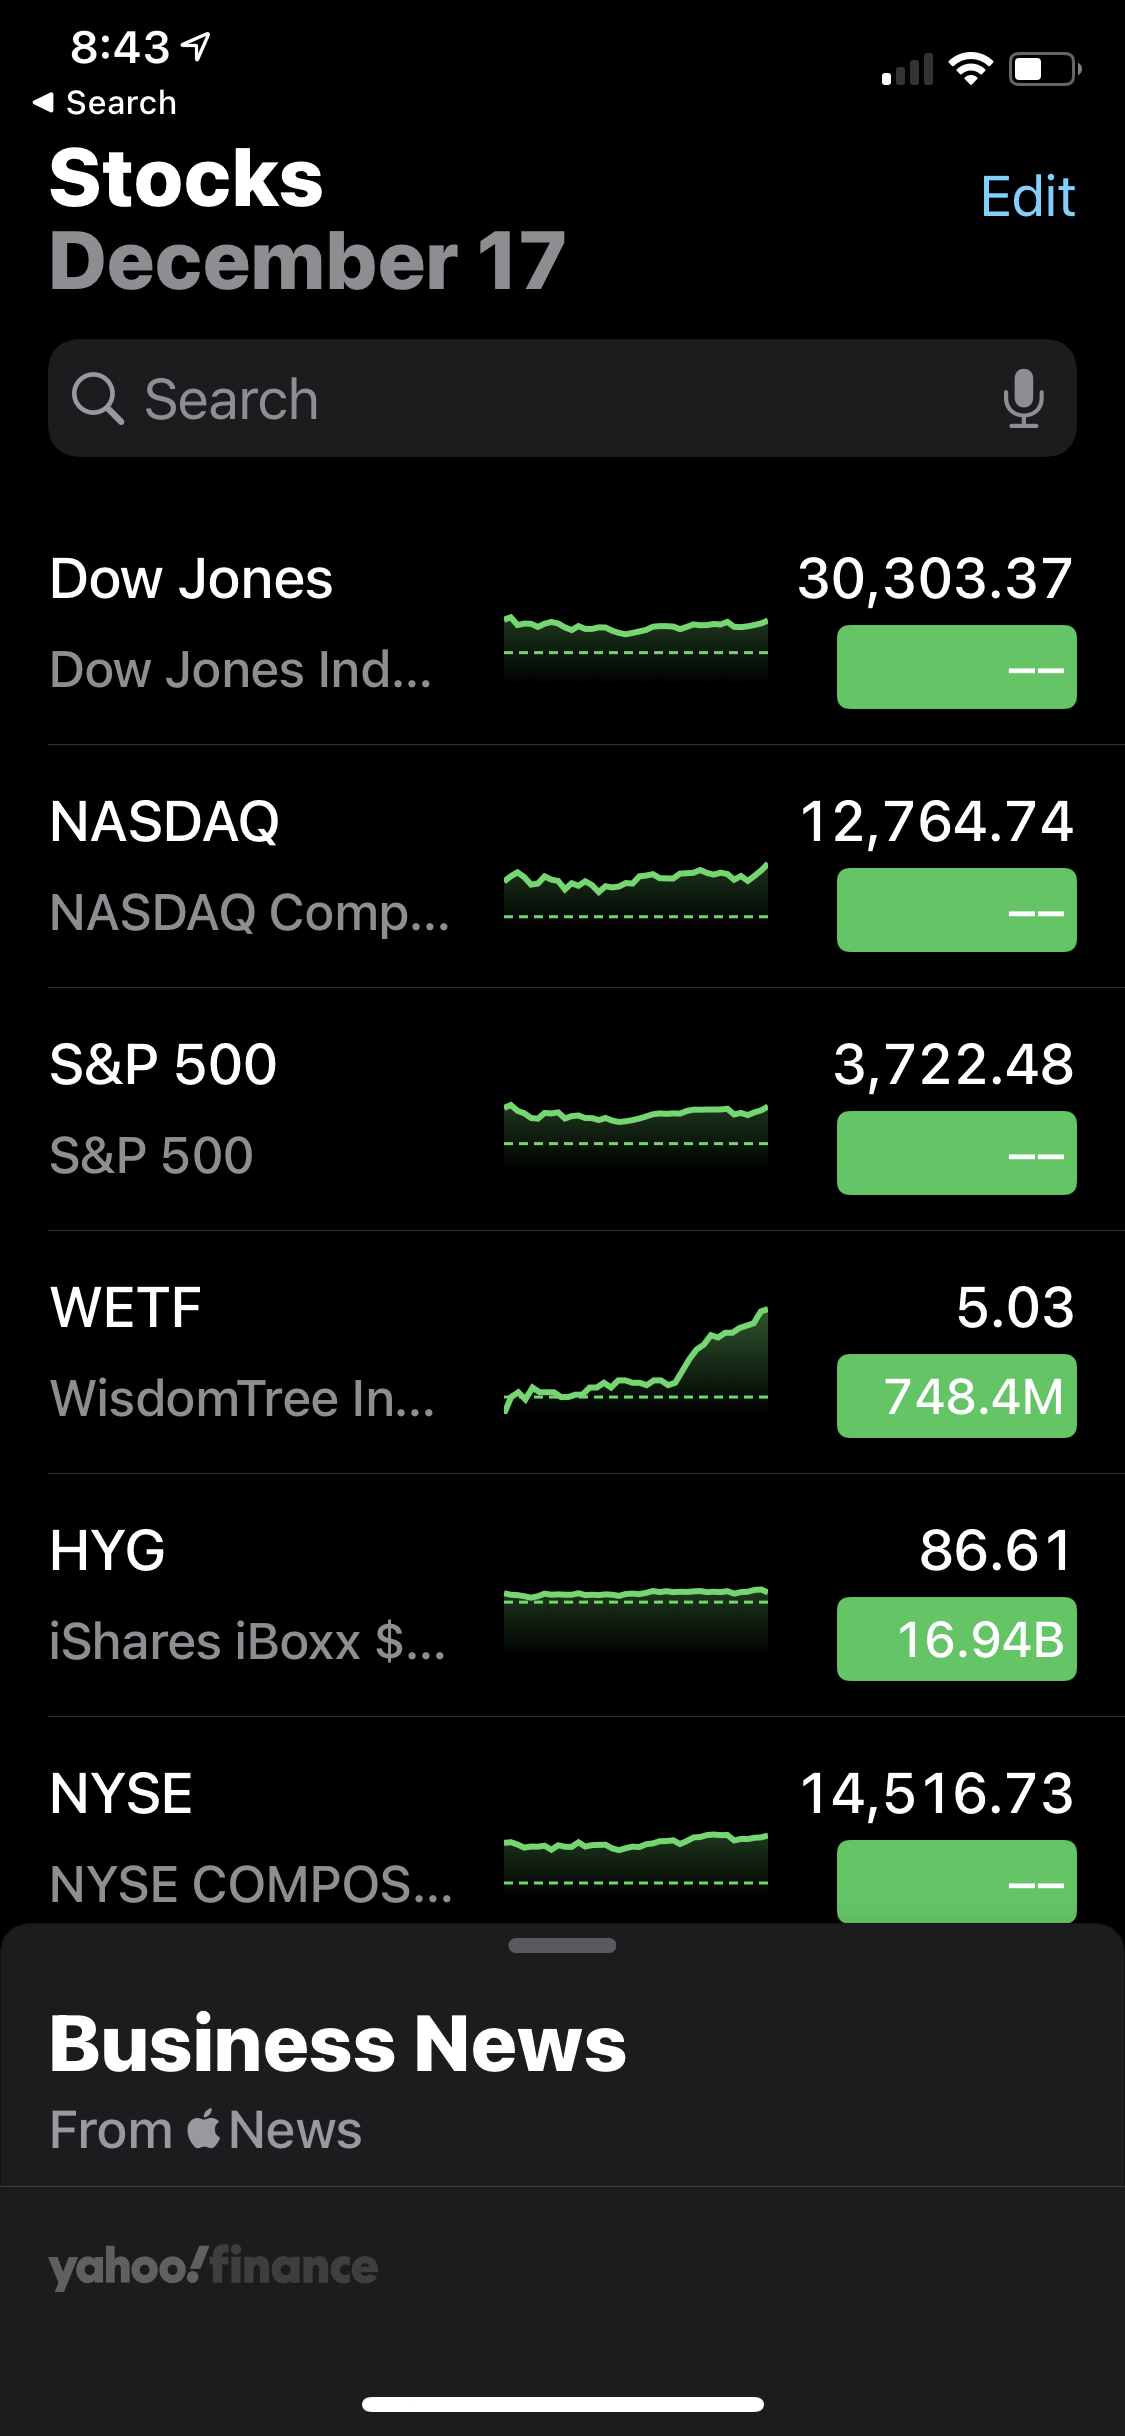 8:43
Search
Stocks
Edit
December 17
Search
Dow Jones
30,303.37
Dow Jones Ind...
--
NASDAQ
12,764.74
NASDAQ Comp...
--
S&P 500
3,722.48
S&P 500
--
WETF
5.03
WisdomTree In...
748.4M
HYG
86.61
iShares iBoxx $...
16.94B
NYSE
14,516.73
NYSE COMPOS...
--
Business News
From News
yahoo!finance